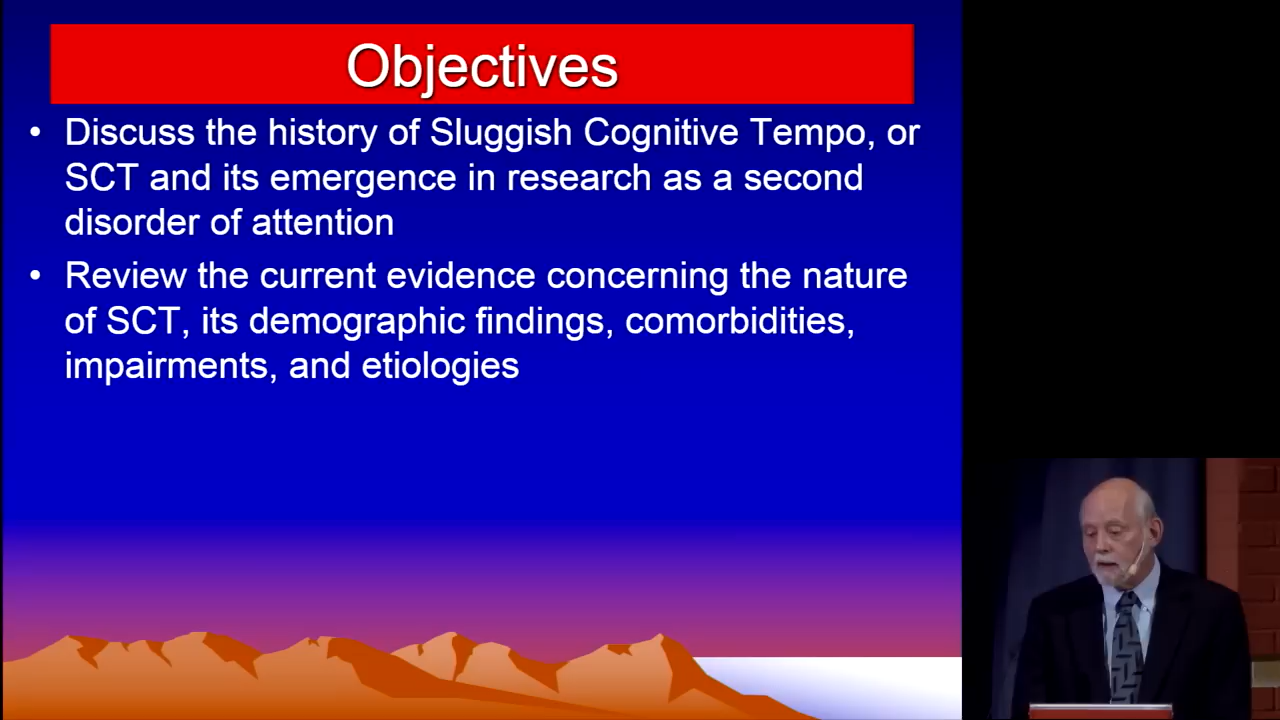 Objectives
• Discuss the history of Sluggish Cognitive Tempo, or
SCT and its emergence in research as a second
disorder of attention
• Review the current evidence concerning the nature
of SCT, its demographic findings, comorbidities,
impairments, and etiologies